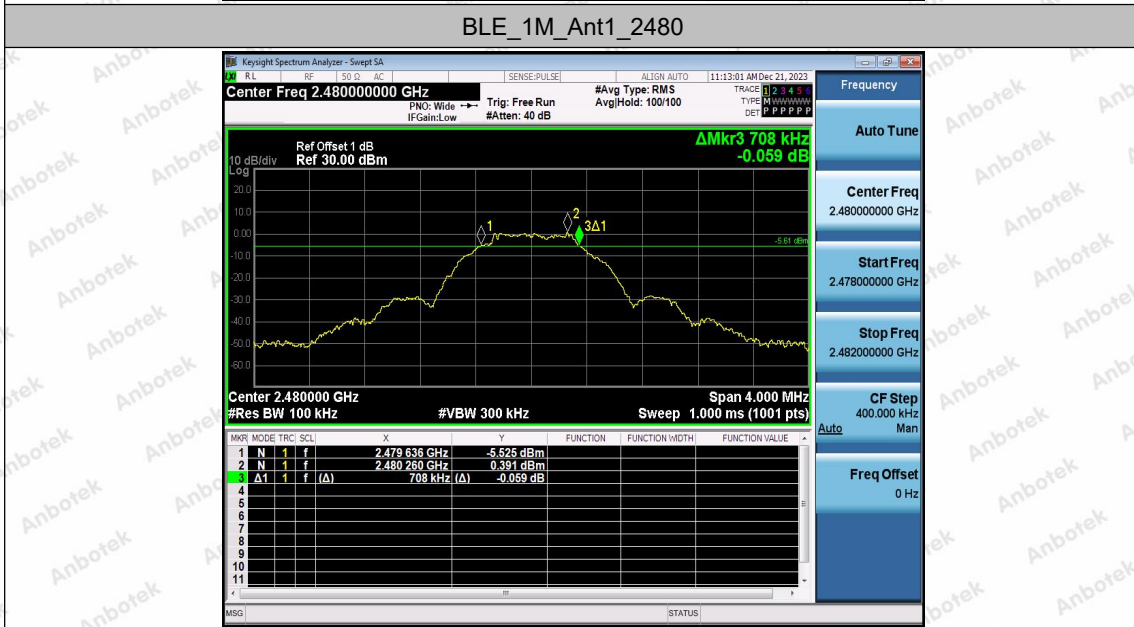 BLE_1M_Ant1_2480
Keysight Spectrum Analyzer - Swept SA
LXI RL RF 50 Ω AC SENSE:PULSE ALIGN AUTO 11:13:01 AM Dec 21, 2023
Center Freq 2.480000000 GHz
PNO: Wide
IFGain:Low
Trig: Free Run
#Atten: 40 dB
#Avg Type: RMS
Avg|Hold: 100/100
TRACE 1 2 3 4 5 6
TYPE M W W W W W
DET P P P P P P
ΔMkr3 708 kHz
-0.059 dB
Ref Offset 1 dB
10 dB/div Ref 30.00 dBm
Log
20.0
10.0
0.00
-10.0
-20.0
-30.0
-40.0
-50.0
-60.0
1
2
3Δ1
-5.61 dBm
Center 2.480000 GHz Span 4.000 MHz
#Res BW 100 kHz #VBW 300 kHz Sweep 1.000 ms (1001 pts)
MKR MODE TRC SCL X Y FUNCTION FUNCTION WIDTH FUNCTION VALUE
1 N 1 f 2.479 636 GHz -5.525 dBm
2 N 1 f 2.480 260 GHz 0.391 dBm
3 Δ1 1 f (Δ) 708 kHz (Δ) -0.059 dB
4
5
6
7
8
9
10
11
MSG STATUS
Frequency
Auto Tune
Center Freq
2.480000000 GHz
Start Freq
2.478000000 GHz
Stop Freq
2.482000000 GHz
CF Step
400.000 kHz
Auto Man
Freq Offset
0 Hz
Anbotek